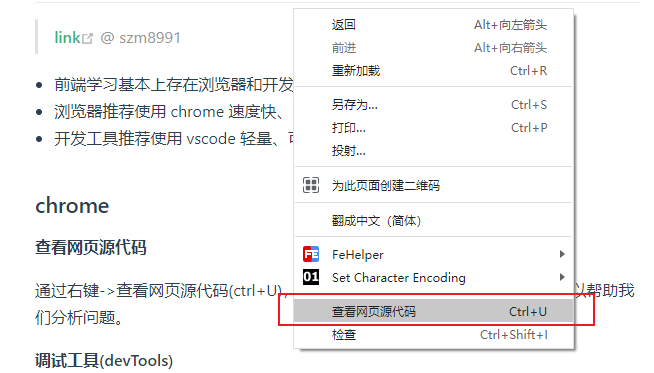 link @ szm8991
前端学习基本上存在浏览器和开发
浏览器推荐使用 chrome 速度快、
开发工具推荐使用 vscode 轻量、
chrome
查看网页源代码
通过右键->查看网页源代码(ctrl+U),
以帮助我
们分析问题。
调试工具(devTools)
返回 Alt+向左箭头
前进 Alt+向右箭头
重新加载 Ctrl+R
另存为... Ctrl+S
打印... Ctrl+P
投射...
为此页面创建二维码
翻成中文（简体）
FE FeHelper
01 Set Character Encoding
查看网页源代码 Ctrl+U
检查 Ctrl+Shift+I